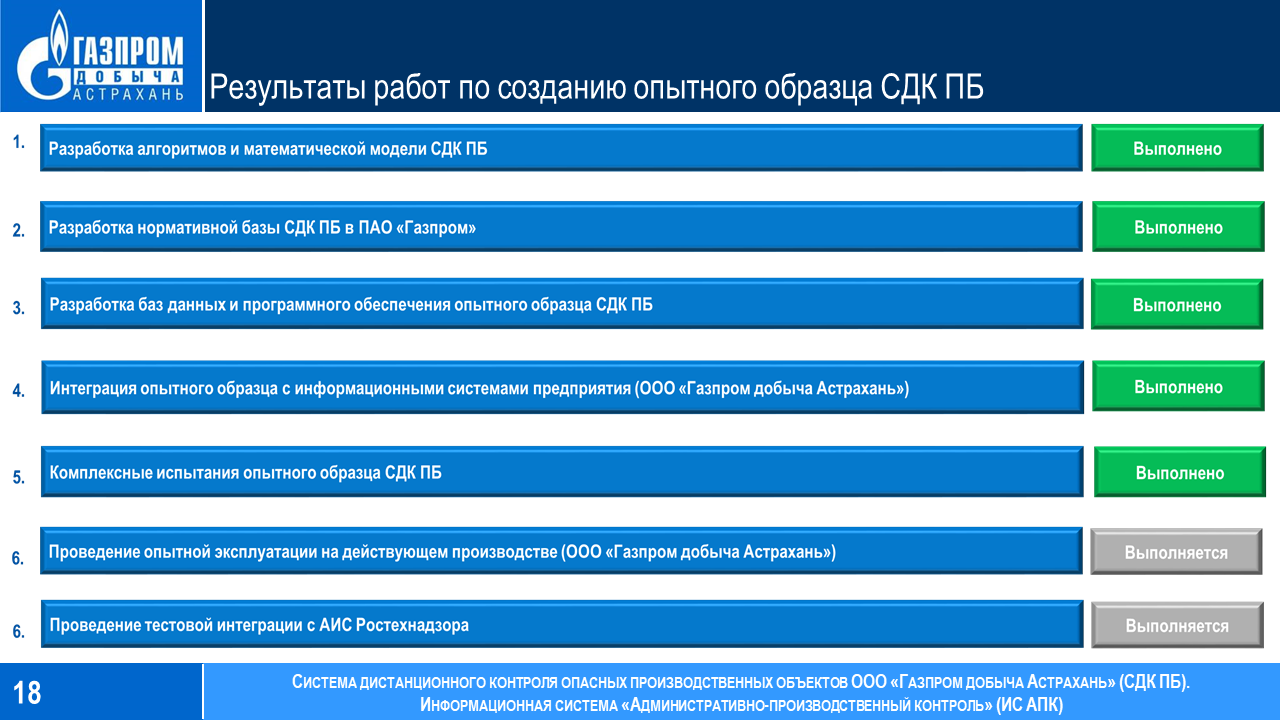 ГАЗПРОМ
ДОБЫЧА
АСТРАХАНЬ
Результаты работ по созданию опытного образца СДК ПБ
1. Разработка алгоритмов и математической модели СДК ПБ Выполнено
2. Разработка нормативной базы СДК ПБ в ПАО «Газпром» Выполнено
3. Разработка баз данных и программного обеспечения опытного образца СДК ПБ Выполнено
4. Интеграция опытного образца с информационными системами предприятия (ООО «Газпром добыча Астрахань») Выполнено
5. Комплексные испытания опытного образца СДК ПБ Выполнено
6. Проведение опытной эксплуатации на действующем производстве (ООО «Газпром добыча Астрахань») Выполняется
6. Проведение тестовой интеграции с АИС Ростехнадзора Выполняется
18
Система дистанционного контроля опасных производственных объектов ООО «Газпром добыча Астрахань» (СДК ПБ).
Информационная система «Административно-производственный контроль» (ИС АПК)